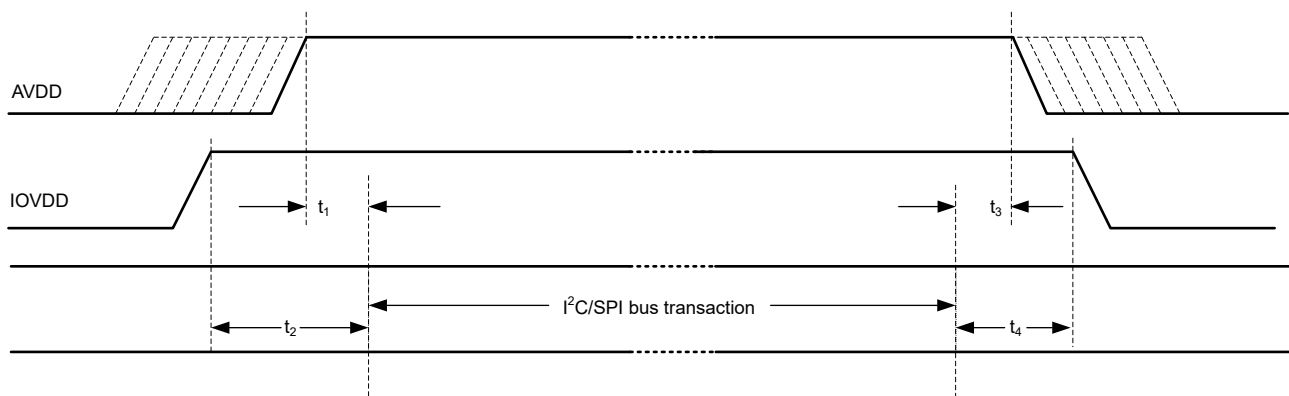 AVDD
IOVDD
t₁
t₃
I²C/SPI bus transaction
t₂
t₄